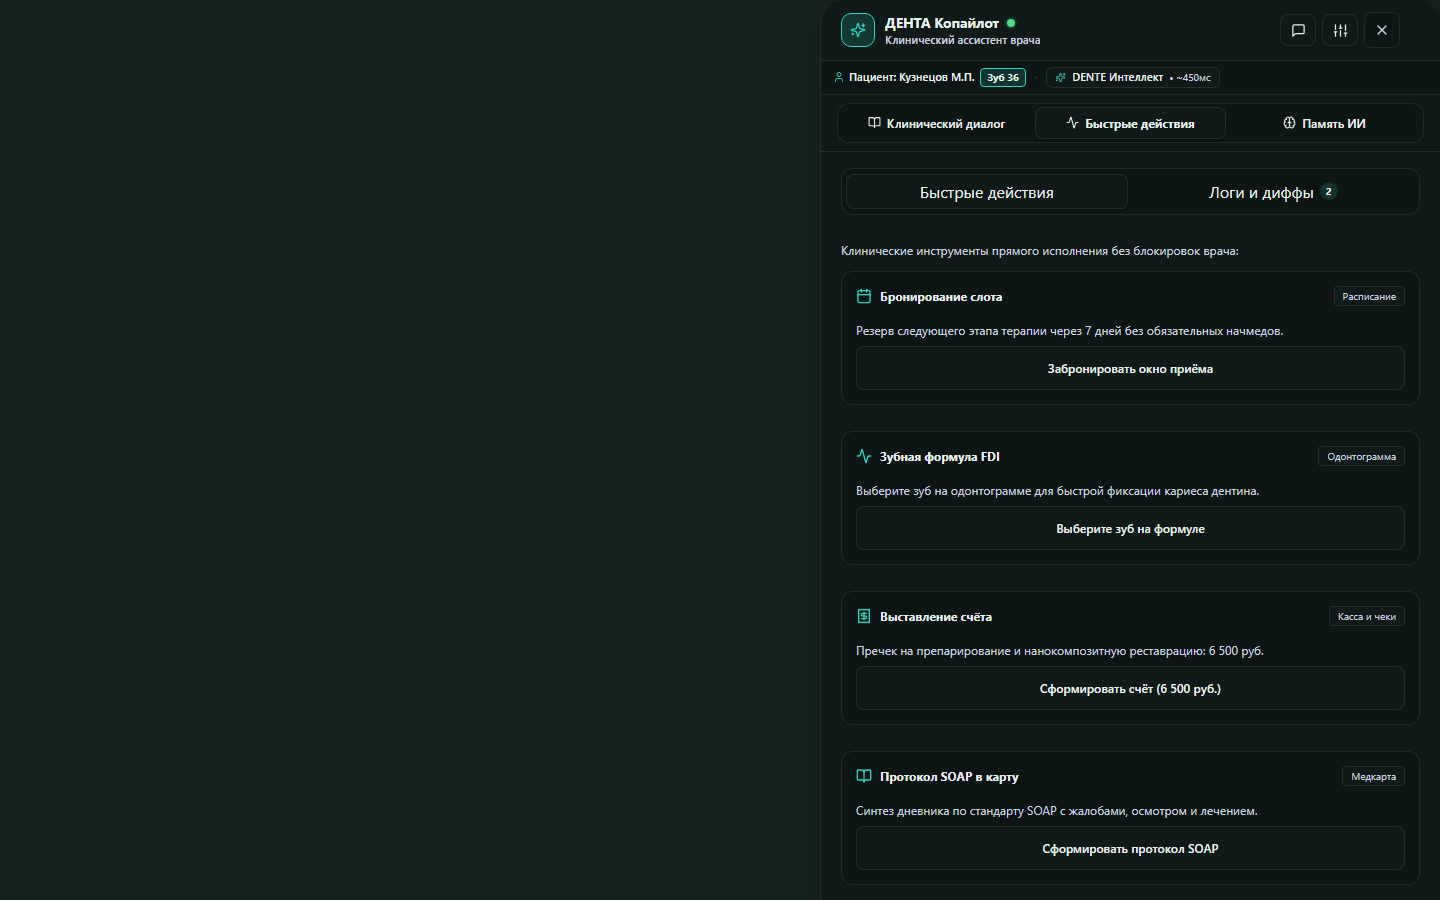 ДЕНТА Копайлот
Клинический ассистент врача
Пациент: Кузнецов М.П. Зуб 36 DENTE Интеллект • ~450мс
Клинический диалог Быстрые действия Память ИИ
Быстрые действия Логи и диффы 2
Клинические инструменты прямого исполнения без блокировок врача:
Бронирование слота Расписание
Резерв следующего этапа терапии через 7 дней без обязательных начмедов.
Забронировать окно приёма
Зубная формула FDI Одонтограмма
Выберите зуб на одонтограмме для быстрой фиксации кариеса дентина.
Выберите зуб на формуле
Выставление счёта Касса и чеки
Пречек на препарирование и нанокомпозитную реставрацию: 6 500 руб.
Сформировать счёт (6 500 руб.)
Протокол SOAP в карту Медкарта
Синтез дневника по стандарту SOAP с жалобами, осмотром и лечением.
Сформировать протокол SOAP